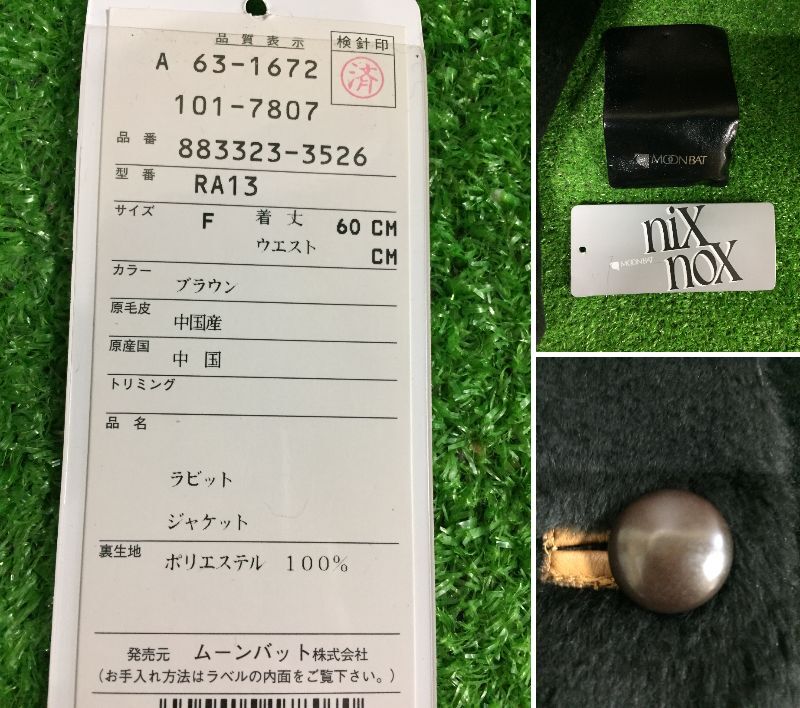 品質表示
検針印
済
A 63-1672
101-7807
品番 883323-3526
型番 RA13
サイズ F 着丈 60 CM
ウエスト CM
カラー
ブラウン
原毛皮
中国産
原産国
中国
トリミング
品名
ラビット
ジャケット
裏生地 ポリエステル 100%
発売元 ムーンバット株式会社
(お手入れ方法はラベルの内面をご覧下さい。)
MOONBAT
nix
MOONBAT nox